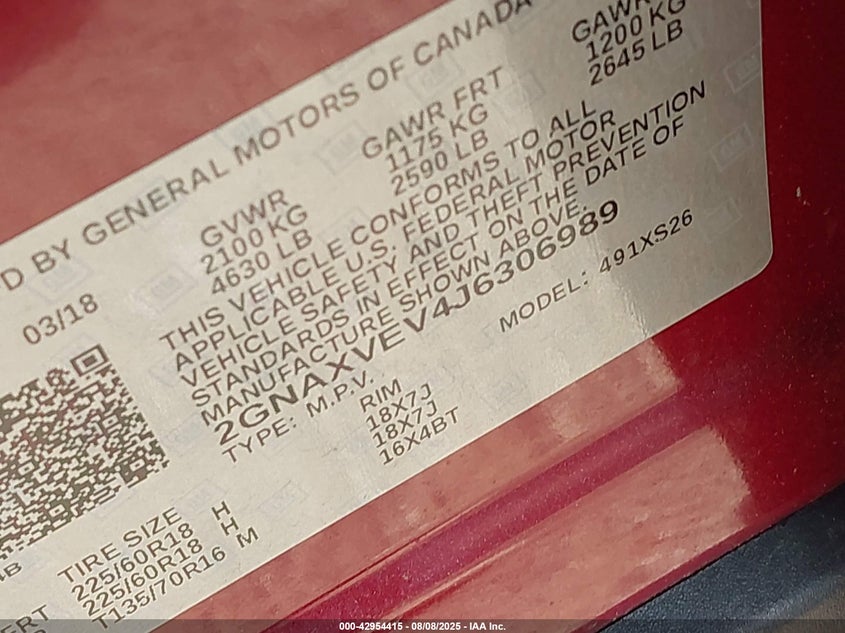 D BY GENERAL MOTORS OF CANADA
03/18
GVWR
2100 KG
4630 LB
GAWR FRT
1175 KG
2590 LB
GAWR
1200 KG
2645 LB
THIS VEHICLE CONFORMS TO ALL
APPLICABLE U.S. FEDERAL MOTOR
VEHICLE SAFETY AND THEFT PREVENTION
STANDARDS IN EFFECT ON THE DATE OF
MANUFACTURE SHOWN ABOVE.
2GNAXVEV4J6306989
TYPE: M.P.V.
MODEL: 491XS26
TIRE SIZE
225/60R18 H
225/60R18 H
T135/70R16 M
RIM
18X7J
18X7J
16X4BT
000-42954415 - 08/08/2025 - IAA Inc.